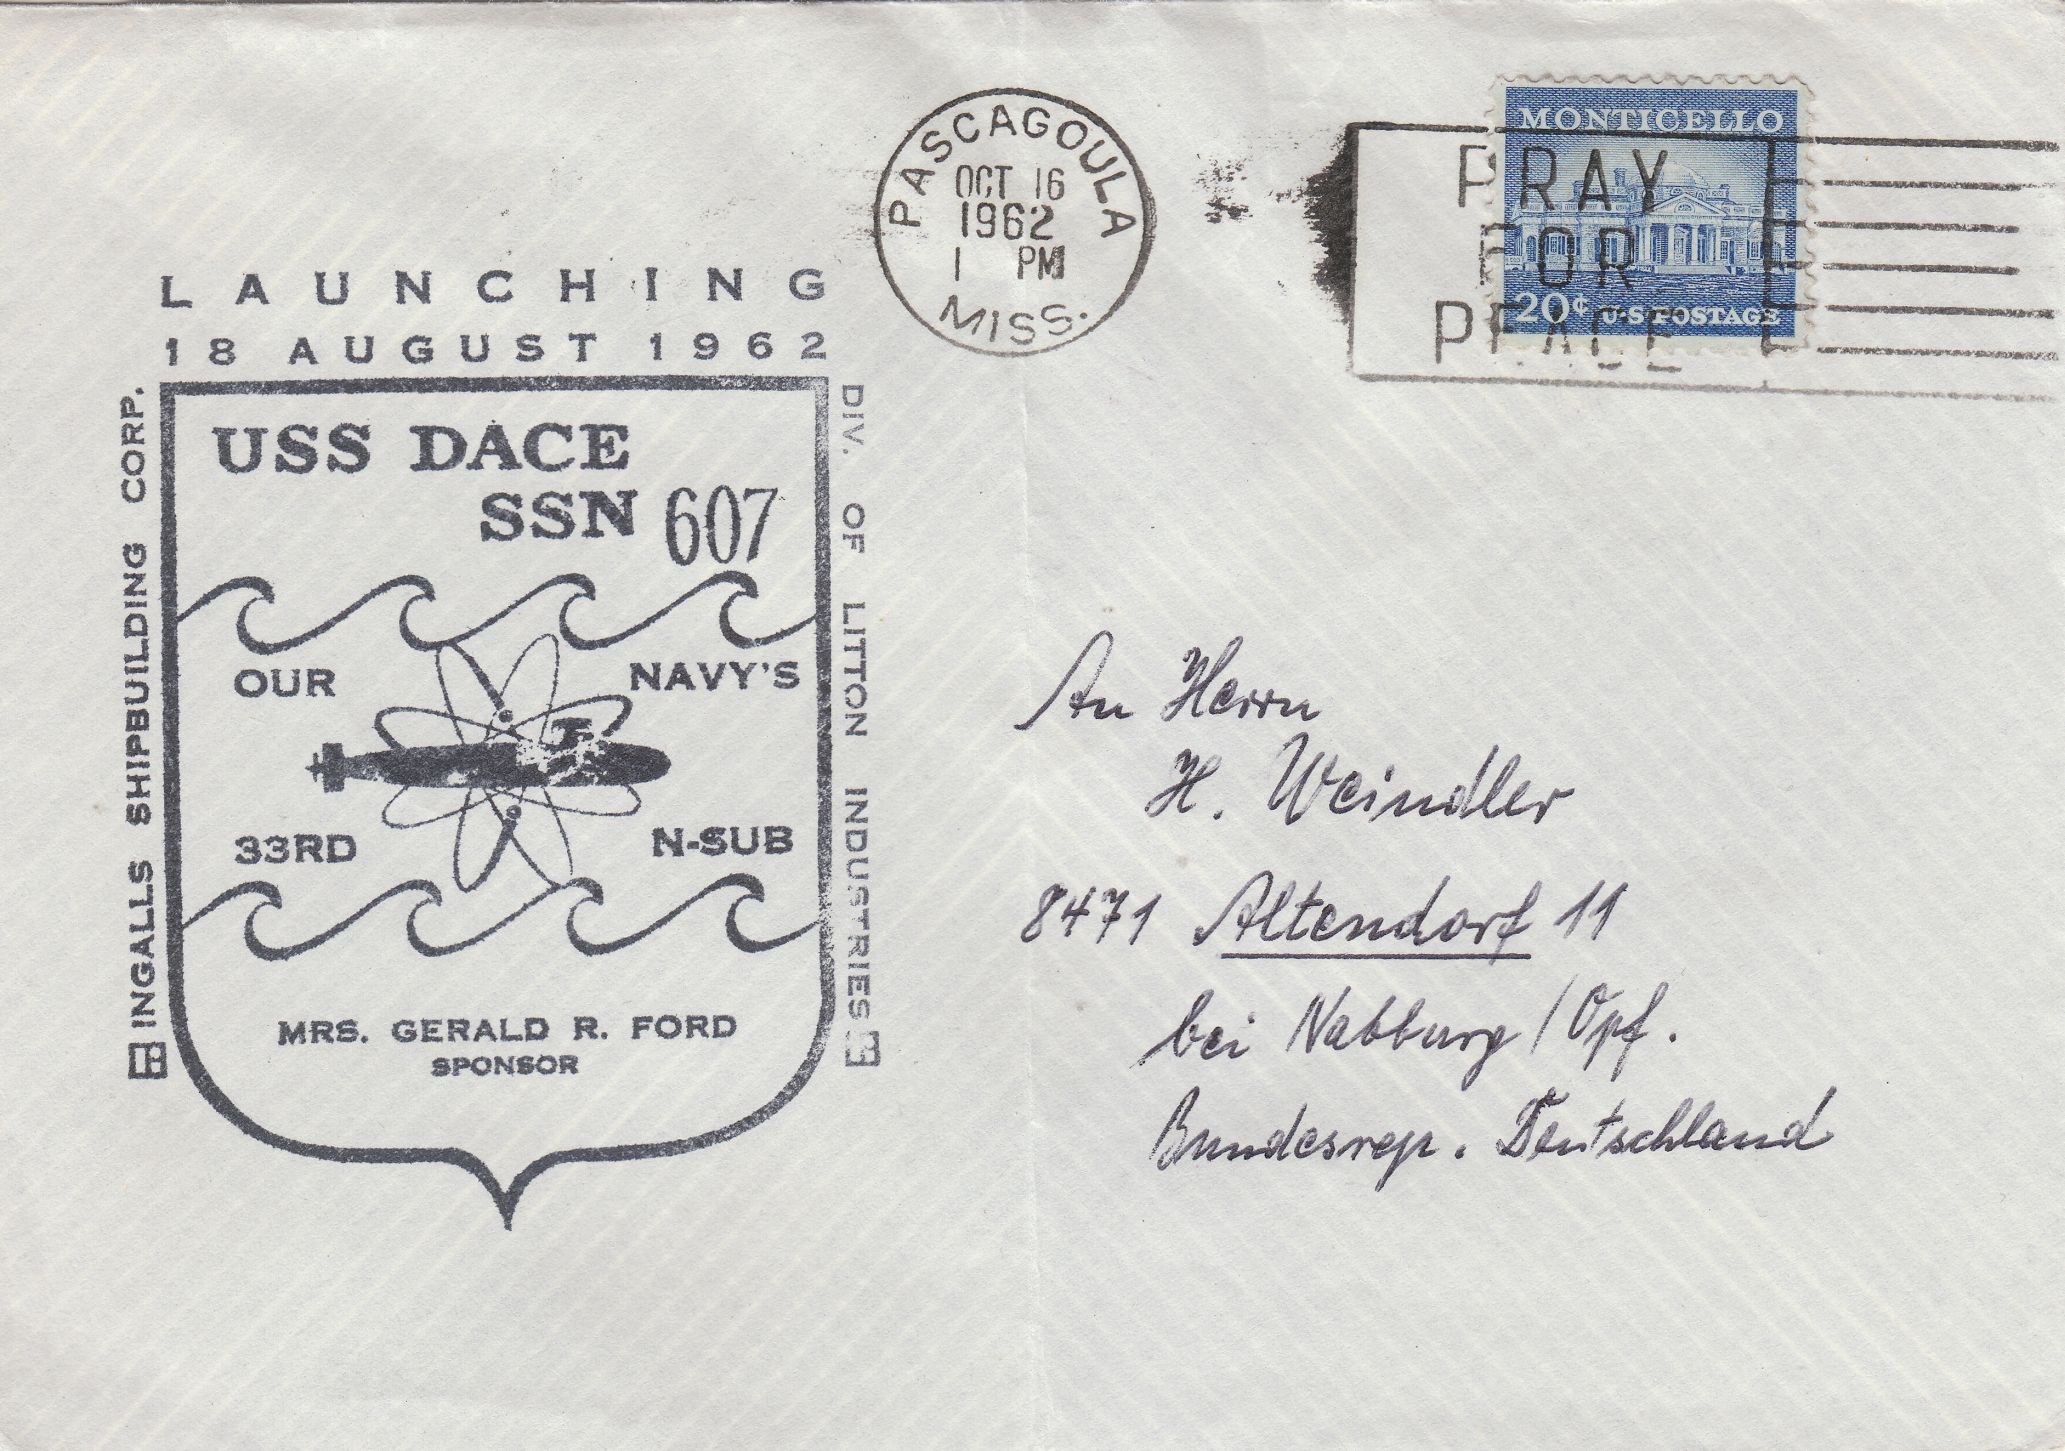 PASCAGOULA
OCT 16
1962
1 PM
MISS.
MONTICELLO
20¢ U.S. POSTAGE
PRAY
FOR
PEACE
LAUNCHING
18 AUGUST 1962
INGALLS SHIPBUILDING CORP.
DIV. OF LITTON INDUSTRIES
USS DACE
SSN 607
OUR NAVY'S
33RD N-SUB
MRS. GERALD R. FORD
SPONSOR
An Herrn
H. Weindler
8471 Altendorf 11
bei Nabburg / Opf.
Bundesrep. Deutschland